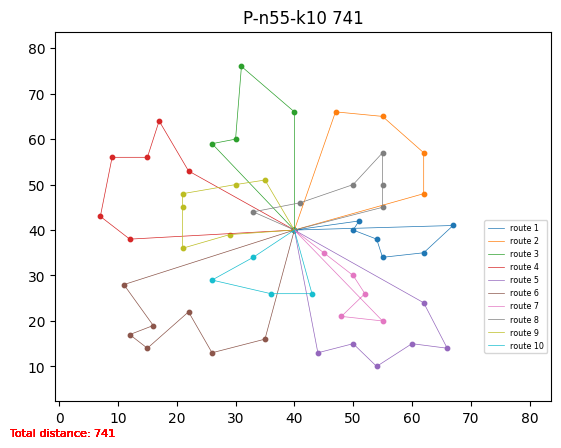 P-n55-k10 741
80
70
60
50
40
30
20
10
0 10 20 30 40 50 60 70 80
route 1
route 2
route 3
route 4
route 5
route 6
route 7
route 8
route 9
route 10
Total distance: 741